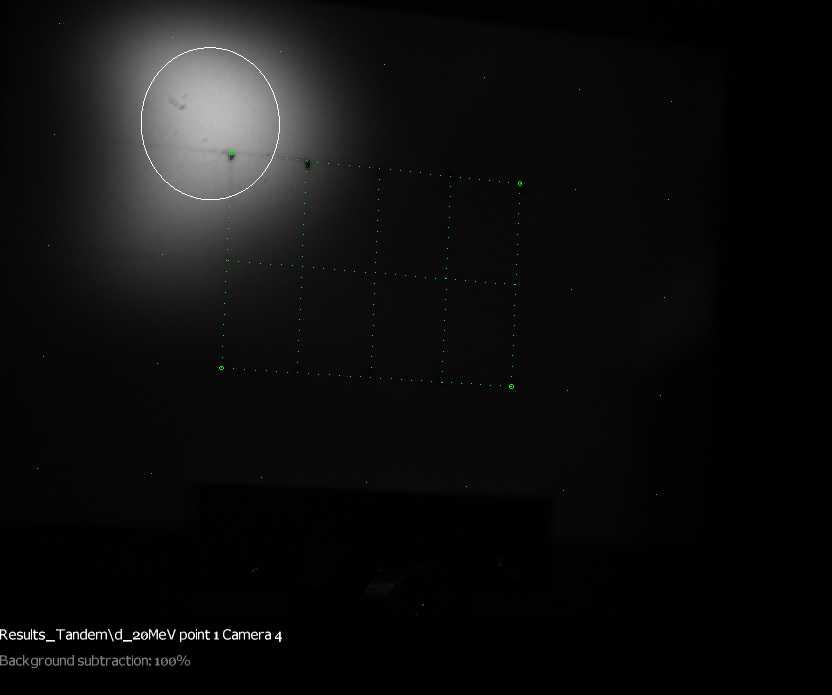 Results_Tandem\d_20MeV point 1 Camera 4
Background subtraction: 100%